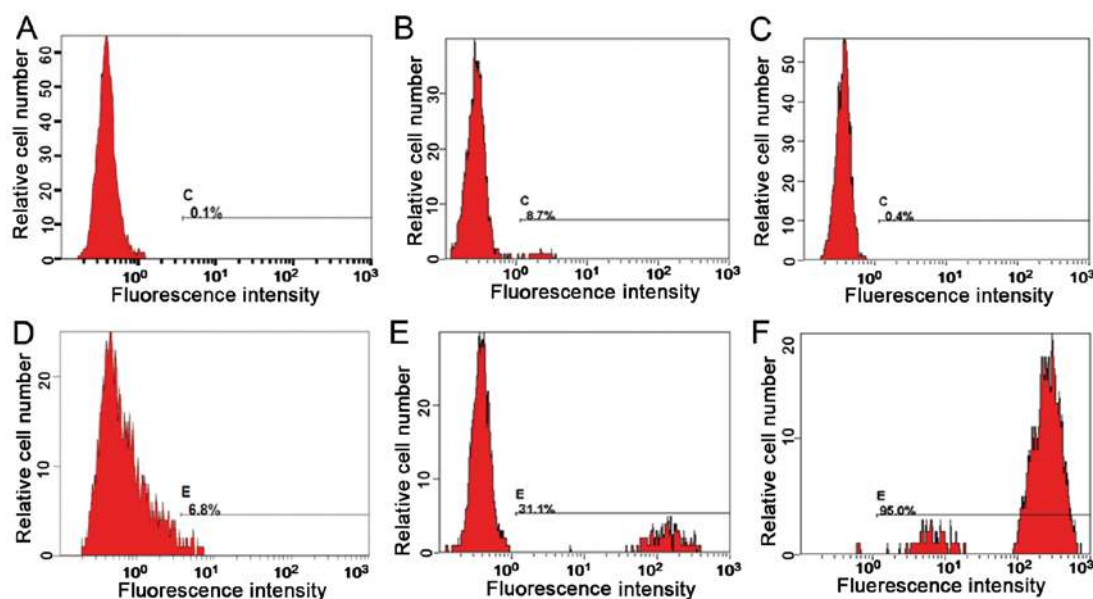 A
Relative cell number
60
50
40
30
20
10
0
C
0.1%
10⁰
10¹
10²
10³
Fluorescence intensity
B
Relative cell number
30
20
10
0
C
8.7%
10⁰
10¹
10²
10³
Fluorescence intensity
C
Relative cell number
50
40
30
20
10
0
C
0.4%
10⁰
10¹
10²
10³
Fluerescence intensity
D
Relative cell number
20
10
0
E
6.8%
10⁰
10¹
10²
10³
Fluorescence intensity
E
Relative cell number
30
20
10
0
E
31.1%
10⁰
10¹
10²
10³
Fluorescence intensity
F
Relative cell number
20
10
0
E
95.0%
10⁰
10¹
10²
10³
Fluerescence intensity